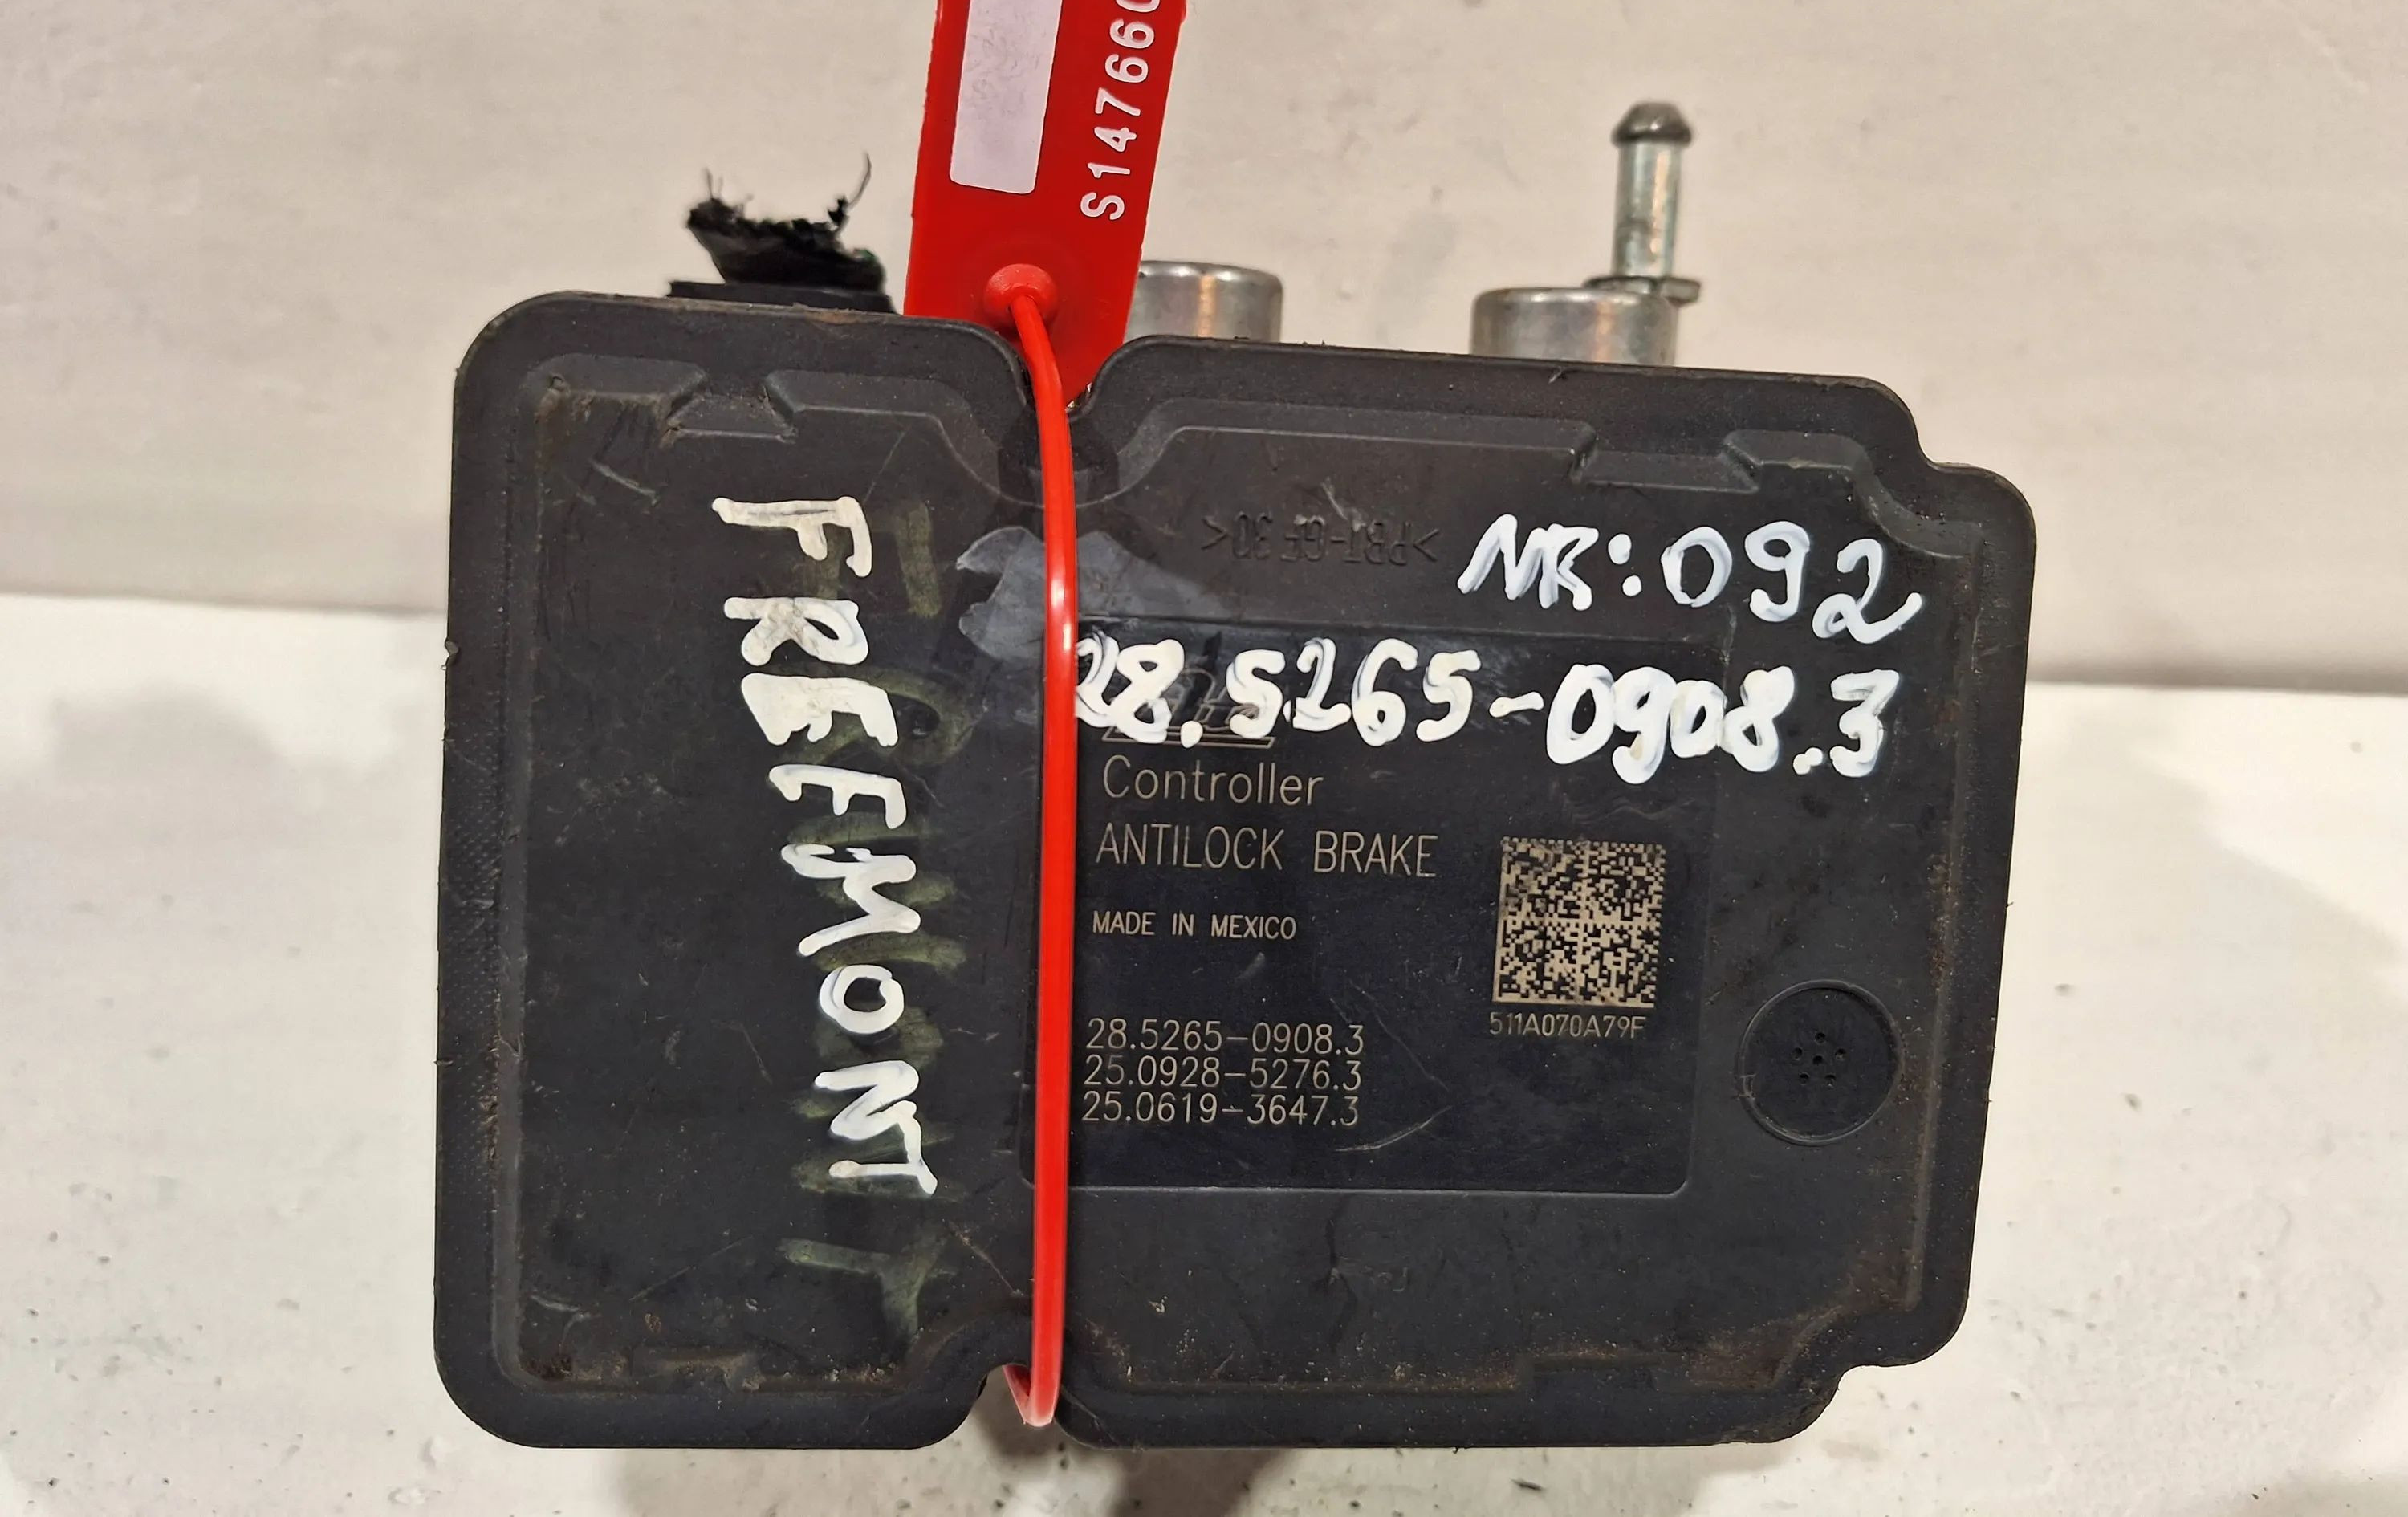 S147660
FREEMONT
>PBT-GF30<
NR:092
28.5265-0908.3
Controller
ANTILOCK BRAKE
MADE IN MEXICO
511A070A79F
28.5265-0908.3
25.0928-5276.3
25.0619-3647.3